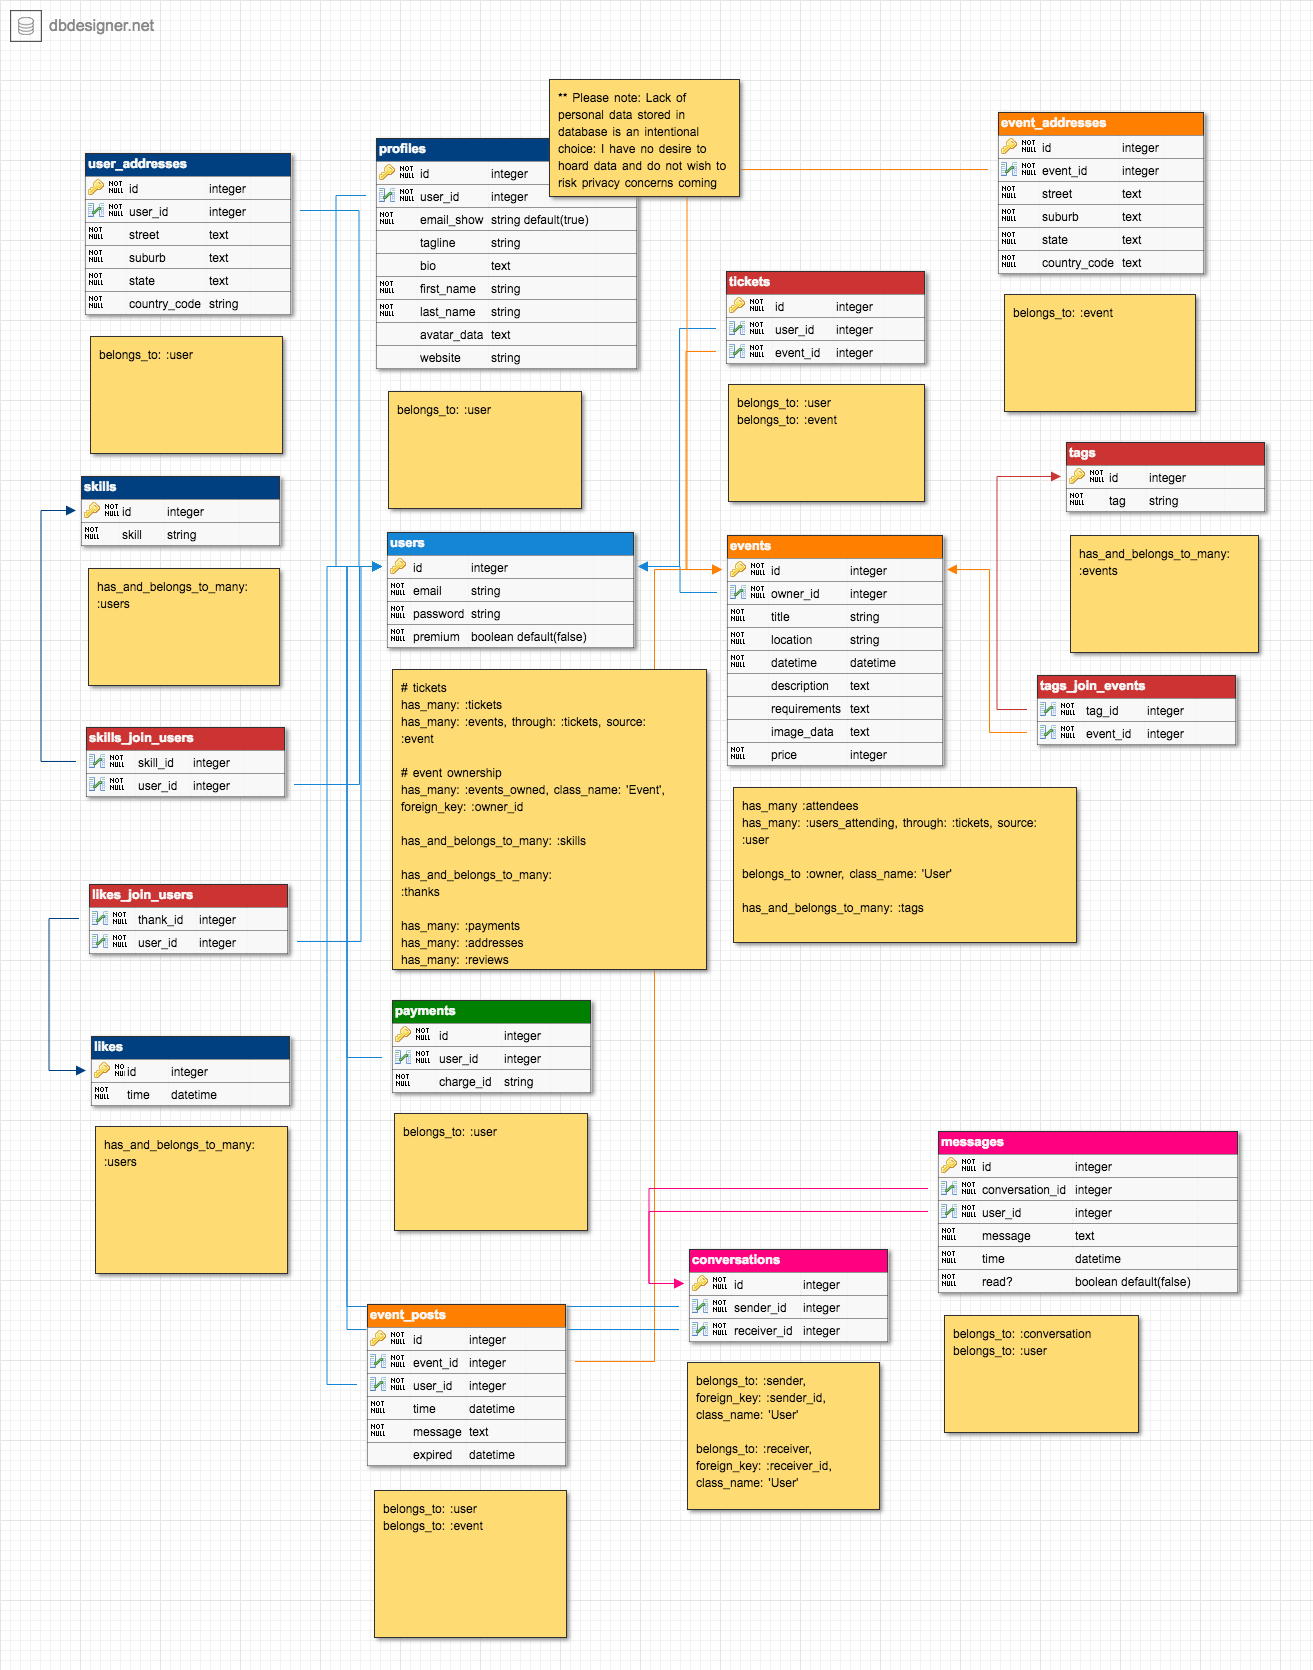 dbdesigner.net
** Please note: Lack of
personal data stored in
database is an intentional
choice: I have no desire to
hoard data and do not wish to
risk privacy concerns coming
user_addresses
NOT NULL id integer
NOT NULL user_id integer
NOT NULL street text
NOT NULL suburb text
NOT NULL state text
NOT NULL country_code string
belongs_to: :user
profiles
NOT NULL id integer
NOT NULL user_id integer
NOT NULL email_show string default(true)
tagline string
bio text
NOT NULL first_name string
NOT NULL last_name string
avatar_data text
website string
belongs_to: :user
event_addresses
NOT NULL id integer
NOT NULL event_id integer
NOT NULL street text
NOT NULL suburb text
NOT NULL state text
NOT NULL country_code text
belongs_to: :event
tickets
NOT NULL id integer
NOT NULL user_id integer
NOT NULL event_id integer
belongs_to: :user
belongs_to: :event
tags
NOT NULL id integer
NOT NULL tag string
has_and_belongs_to_many:
:events
skills
NOT NULL id integer
NOT NULL skill string
has_and_belongs_to_many:
:users
users
id integer
NOT NULL email string
NOT NULL password string
NOT NULL premium boolean default(false)
# tickets
has_many: :tickets
has_many: :events, through: :tickets, source:
:event
# event ownership
has_many: :events_owned, class_name: 'Event',
foreign_key: :owner_id
has_and_belongs_to_many: :skills
has_and_belongs_to_many:
:thanks
has_many: :payments
has_many: :addresses
has_many: :reviews
events
NOT NULL id integer
NOT NULL owner_id integer
NOT NULL title string
NOT NULL location string
NOT NULL datetime datetime
description text
requirements text
image_data text
NOT NULL price integer
has_many :attendees
has_many: :users_attending, through: :tickets, source:
:user
belongs_to :owner, class_name: 'User'
has_and_belongs_to_many: :tags
tags_join_events
NOT NULL tag_id integer
NOT NULL event_id integer
skills_join_users
NOT NULL skill_id integer
NOT NULL user_id integer
likes_join_users
NOT NULL thank_id integer
NOT NULL user_id integer
likes
NO NU id integer
NOT NULL time datetime
has_and_belongs_to_many:
:users
payments
NOT NULL id integer
NOT NULL user_id integer
NOT NULL charge_id string
belongs_to: :user
messages
NOT NULL id integer
NOT NULL conversation_id integer
NOT NULL user_id integer
NOT NULL message text
NOT NULL time datetime
NOT NULL read? boolean default(false)
belongs_to: :conversation
belongs_to: :user
conversations
NOT NULL id integer
NOT NULL sender_id integer
NOT NULL receiver_id integer
belongs_to: :sender,
foreign_key: :sender_id,
class_name: 'User'
belongs_to: :receiver,
foreign_key: :receiver_id,
class_name: 'User'
event_posts
NOT NULL id integer
NOT NULL event_id integer
NOT NULL user_id integer
NOT NULL time datetime
NOT NULL message text
expired datetime
belongs_to: :user
belongs_to: :event